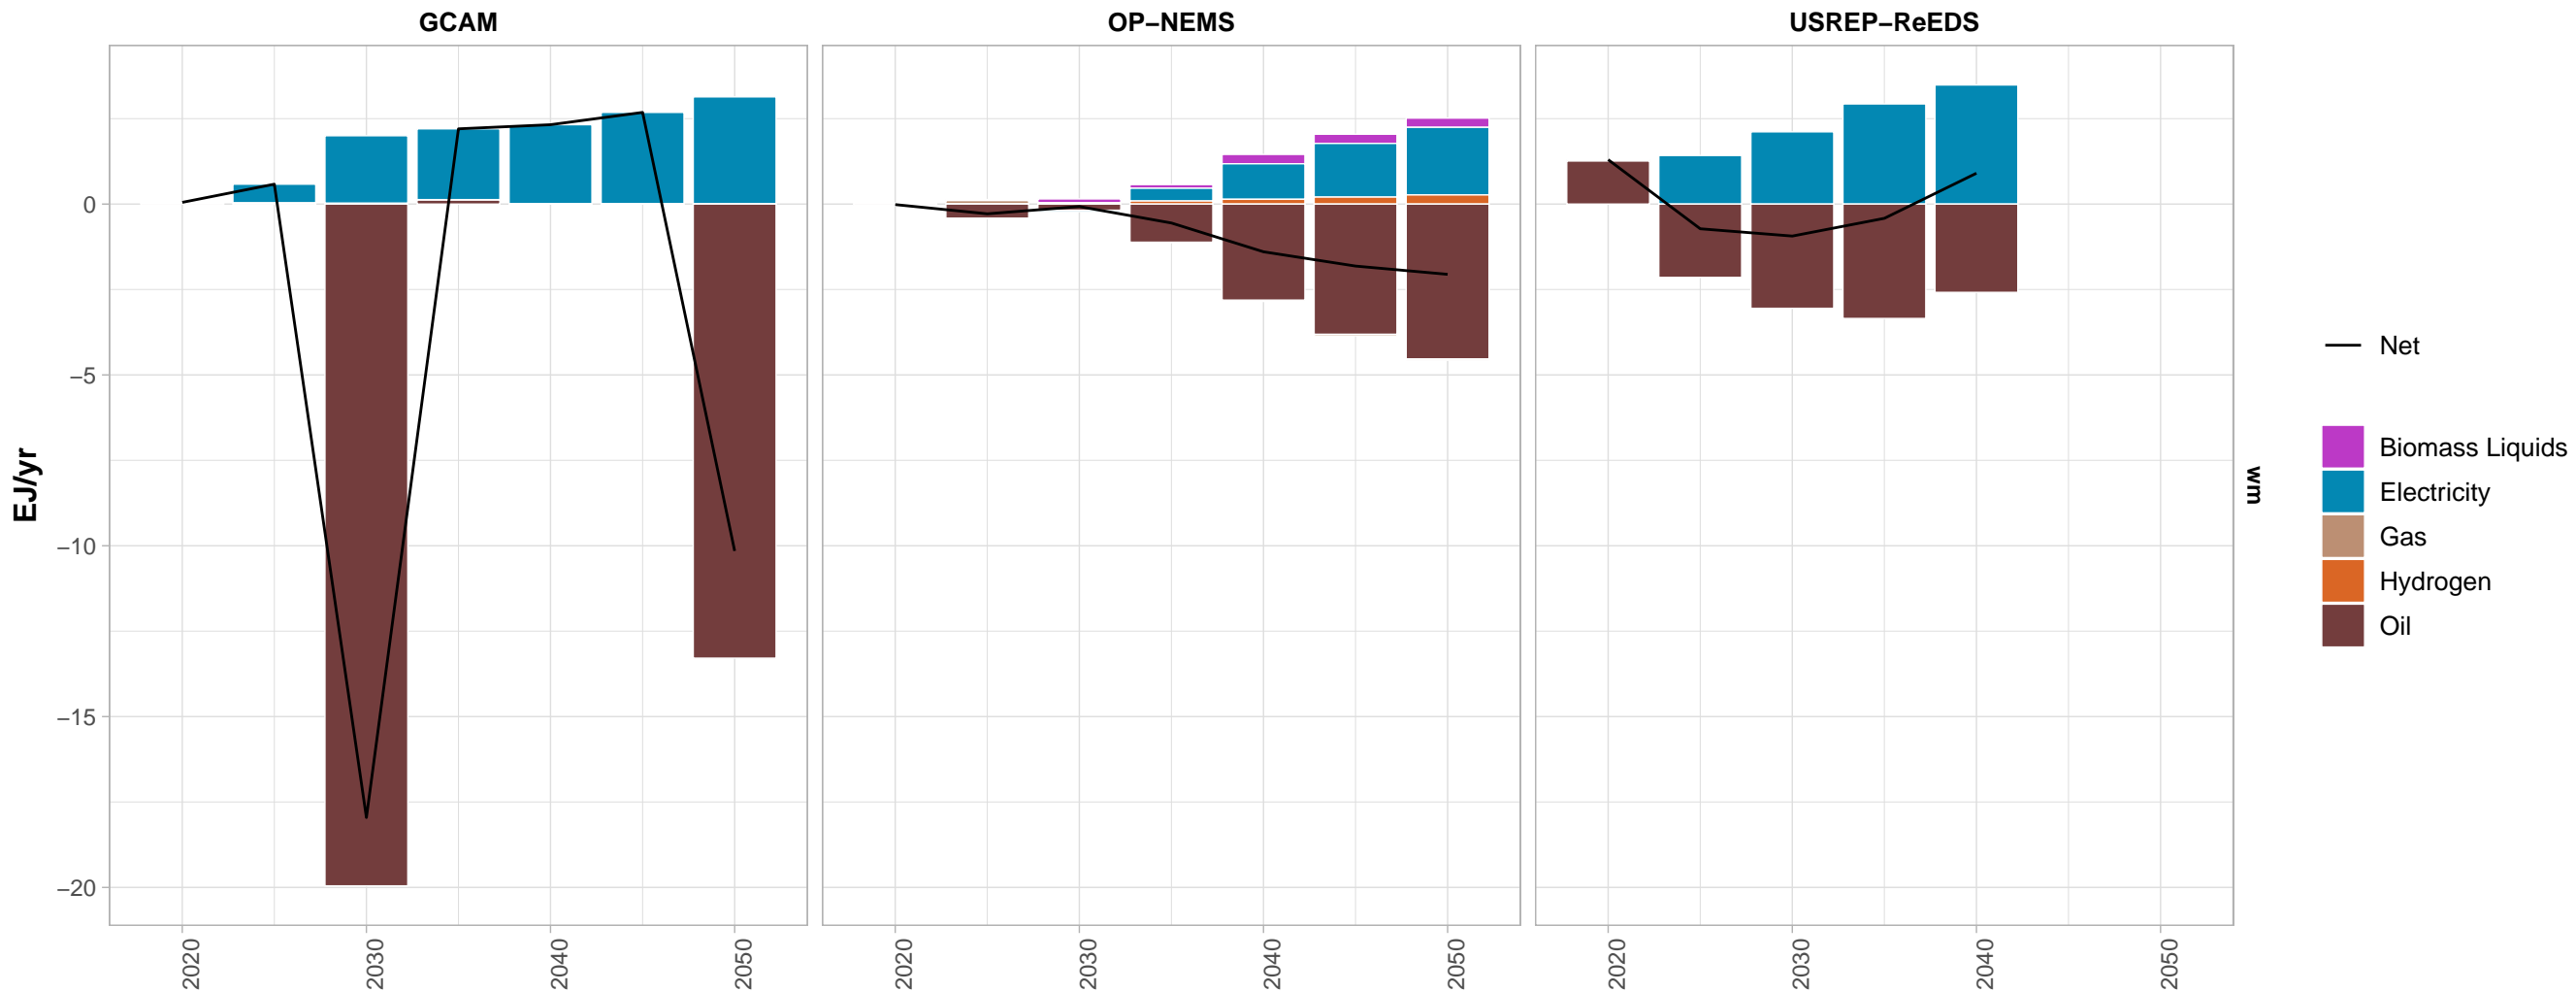 GCAM
OP−NEMS
USREP−ReEDS
EJ/yr
0
−5
−10
−15
−20
2020
2030
2040
2050
2020
2030
2040
2050
2020
2030
2040
2050
wm
Net
Biomass Liquids
Electricity
Gas
Hydrogen
Oil